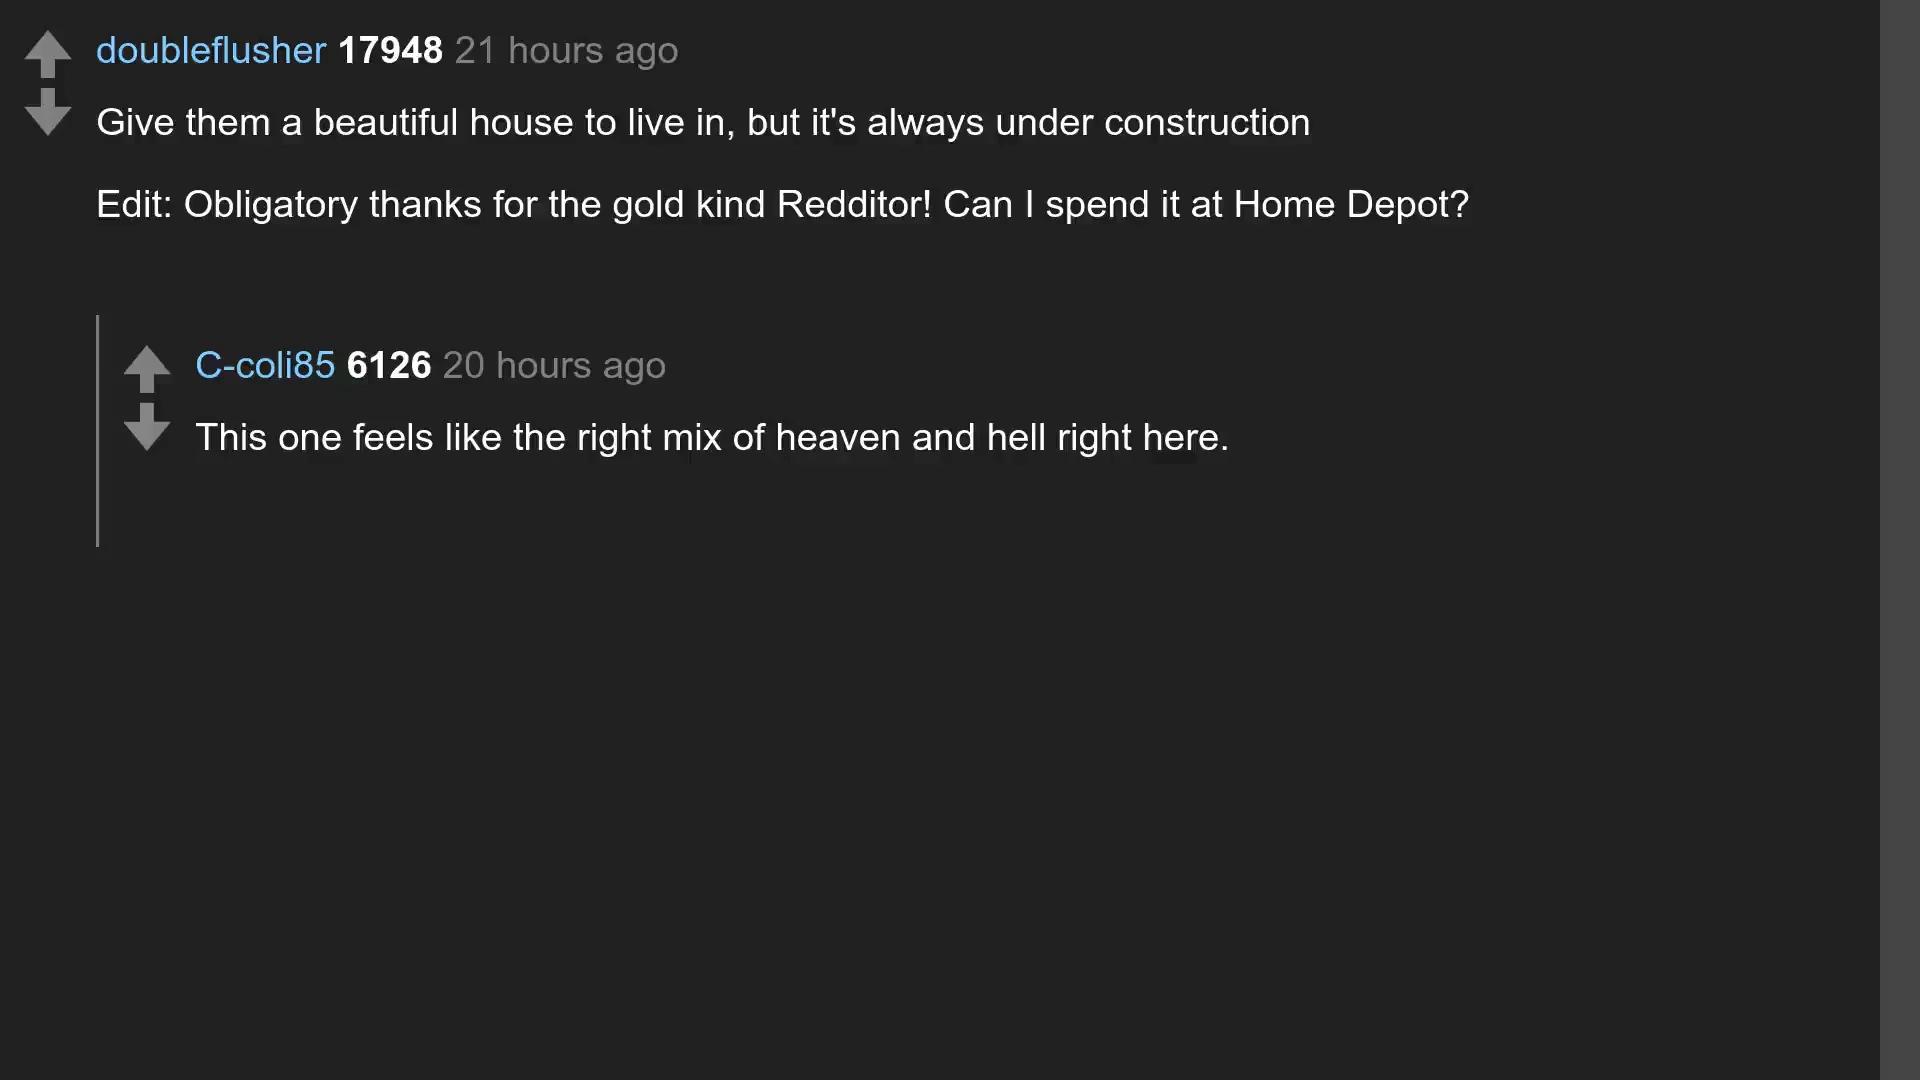 doubleflusher 17948 21 hours ago
Give them a beautiful house to live in, but it's always under construction
Edit: Obligatory thanks for the gold kind Redditor! Can I spend it at Home Depot?
C-coli85 6126 20 hours ago
This one feels like the right mix of heaven and hell right here.